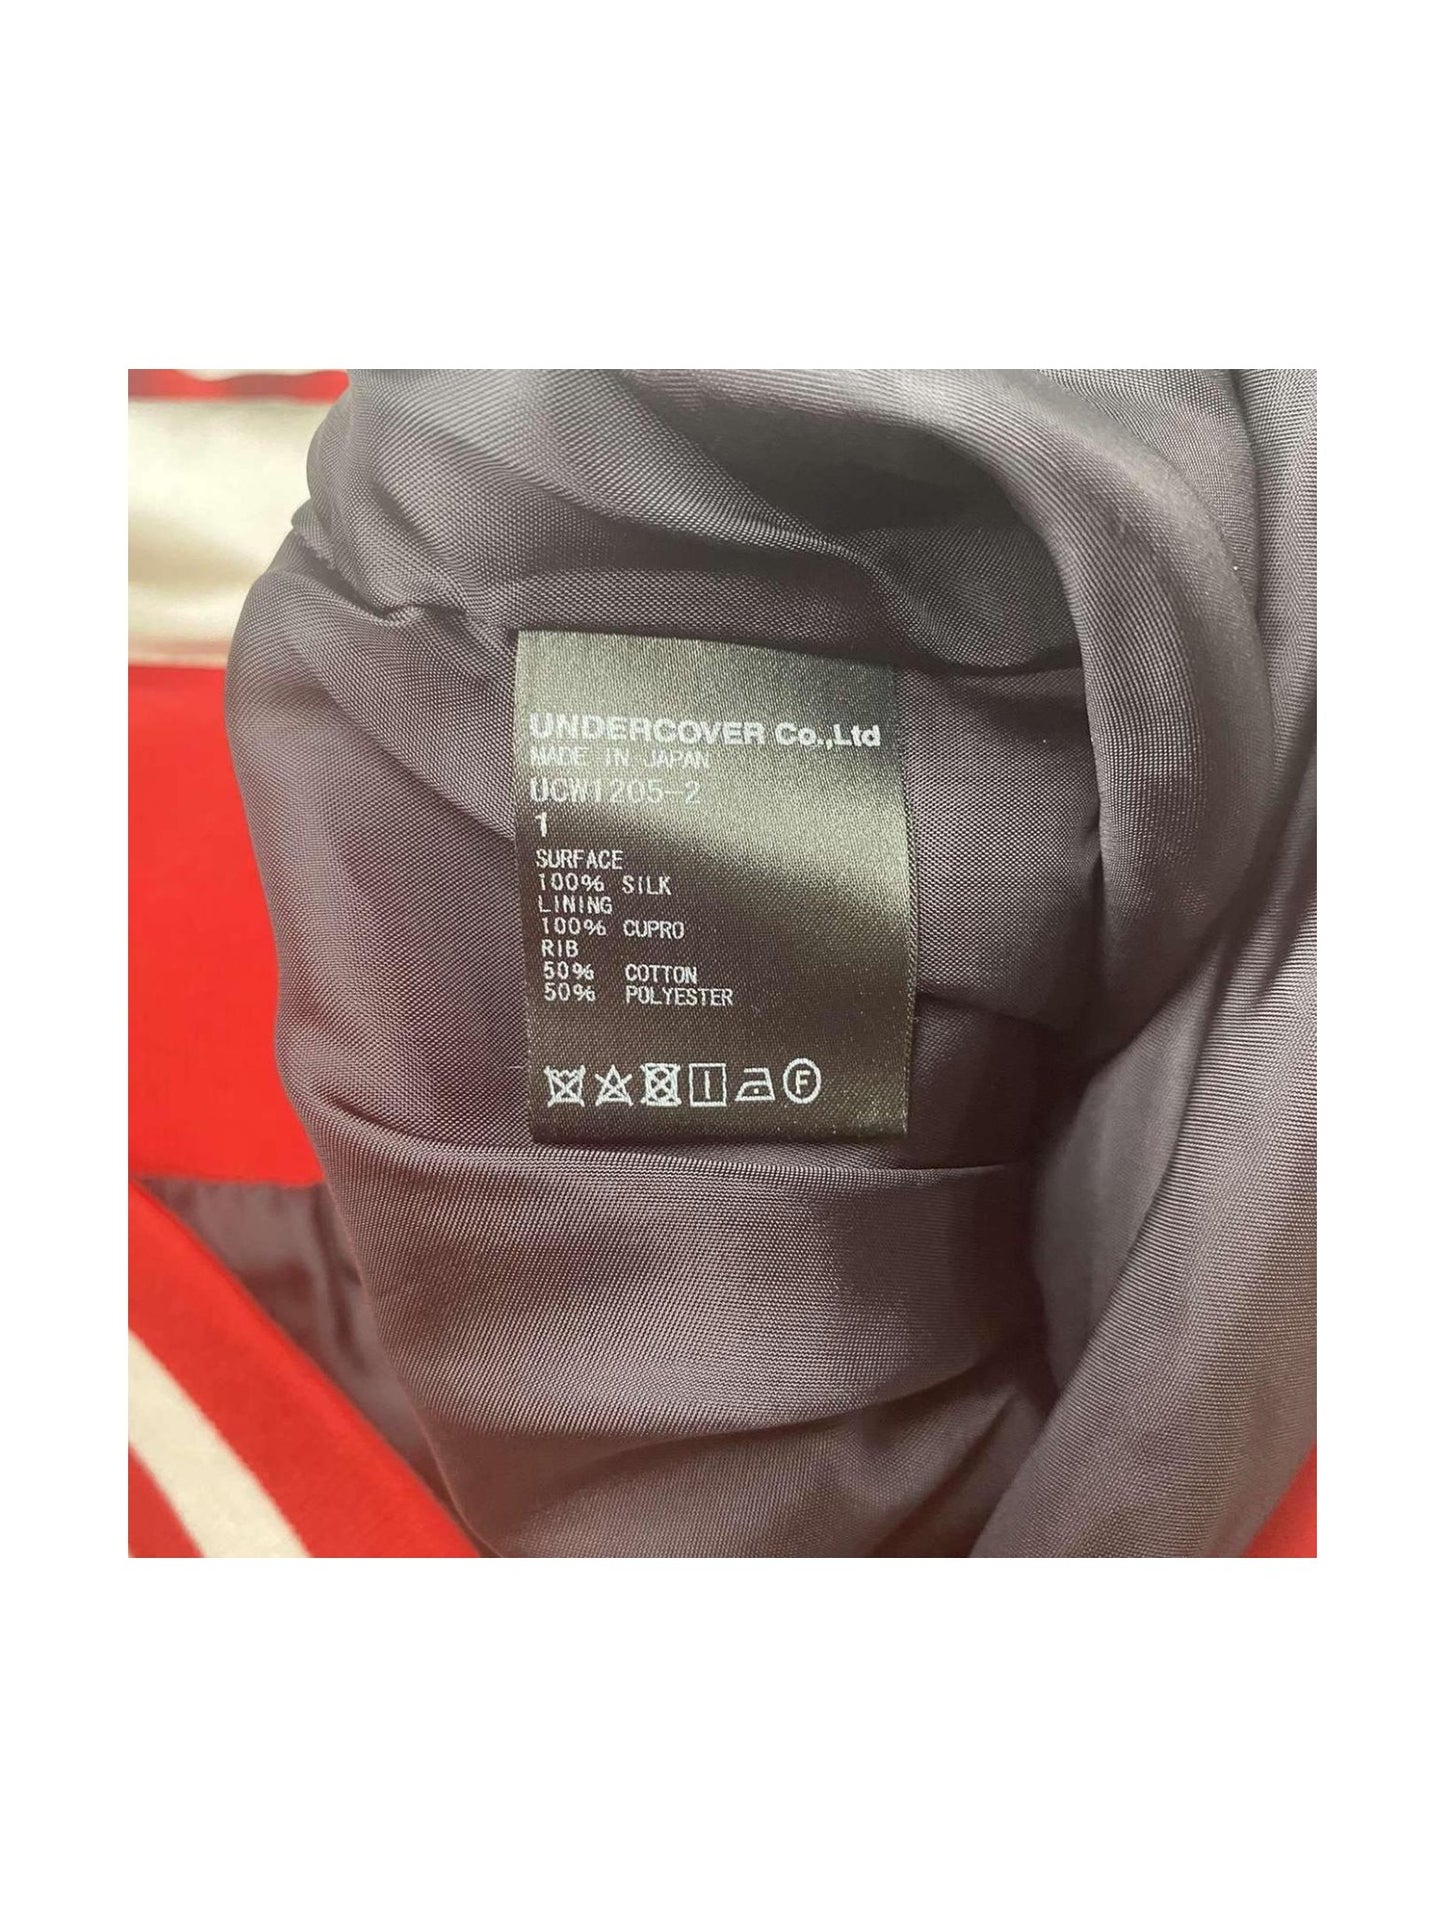 UNDERCOVER Co.,Ltd
MADE IN JAPAN
UCW1205-2
1
SURFACE
100% SILK
LINING
100% CUPRO
RIB
50% COTTON
50% POLYESTER
F